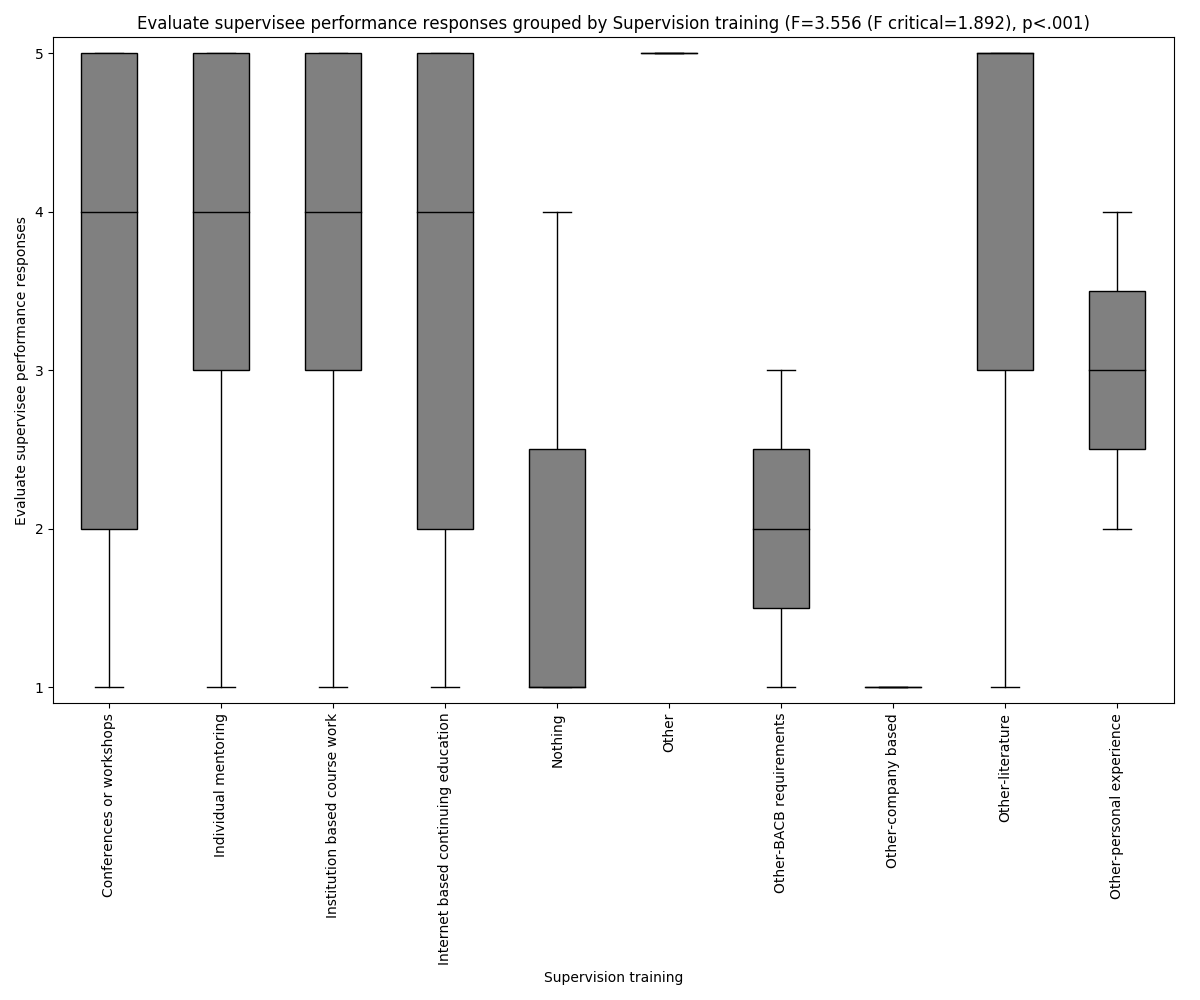 Evaluate supervisee performance responses grouped by Supervision training (F=3.556 (F critical=1.892), p<.001)
Evaluate supervisee performance responses
5
4
3
2
1
Conferences or workshops
Individual mentoring
Institution based course work
Internet based continuing education
Nothing
Other
Other-BACB requirements
Other-company based
Other-literature
Other-personal experience
Supervision training